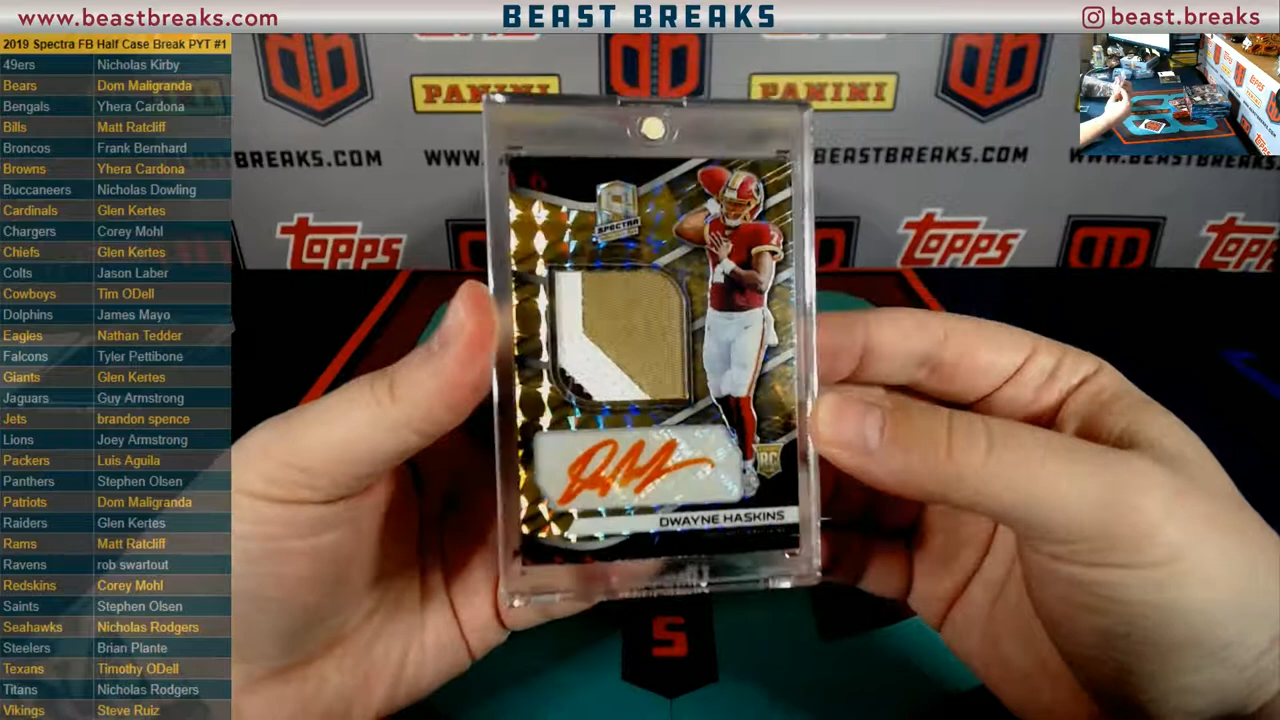 www.beastbreaks.com
BEAST BREAKS
beast.breaks
2019 Spectra FB Half Case Break PYT #1
49ers Nicholas Kirby
Bears Dom Maligranda
Bengals Yhera Cardona
Bills Matt Ratcliff
Broncos Frank Bernhard
Browns Yhera Cardona
Buccaneers Nicholas Dowling
Cardinals Glen Kertes
Chargers Corey Mohl
Chiefs Glen Kertes
Colts Jason Laber
Cowboys Tim ODell
Dolphins James Mayo
Eagles Nathan Tedder
Falcons Tyler Pettibone
Giants Glen Kertes
Jaguars Guy Armstrong
Jets brandon spence
Lions Joey Armstrong
Packers Luis Aguila
Panthers Stephen Olsen
Patriots Dom Maligranda
Raiders Glen Kertes
Rams Matt Ratcliff
Ravens rob swartout
Redskins Corey Mohl
Saints Stephen Olsen
Seahawks Nicholas Rodgers
Steelers Brian Plante
Texans Timothy ODell
Titans Nicholas Rodgers
Vikings Steve Ruiz
PANINI
PANINI
BREAKS.COM
WWW.
BEASTBREAKS.COM
WWW.BEASTBREAKS.COM
topps
topps
topps
SPECTRA
RC
DWAYNE HASKINS